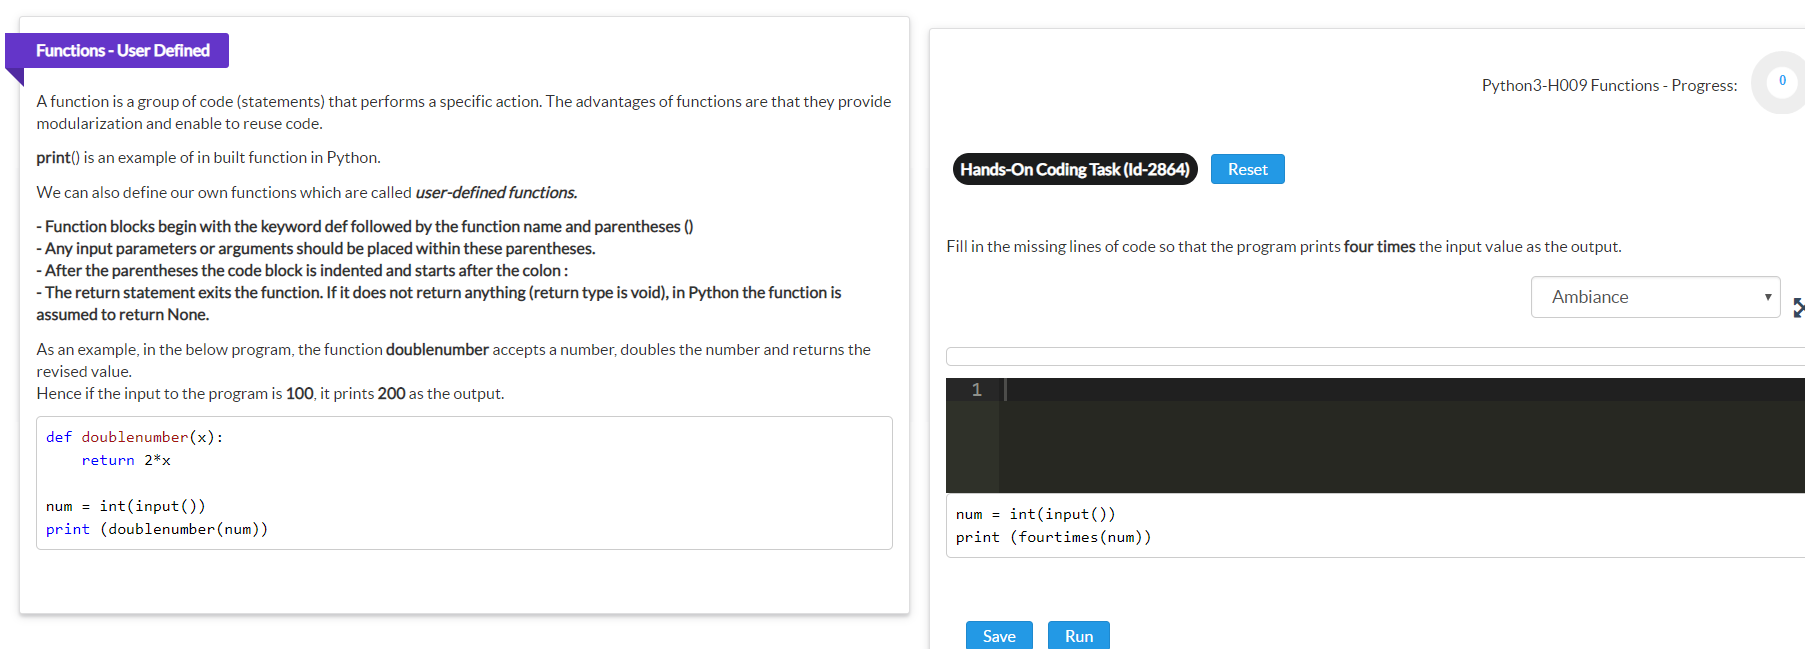 Functions - User Defined
A function is a group of code (statements) that performs a specific action. The advantages of functions are that they provide
modularization and enable to reuse code.
print() is an example of in built function in Python.
We can also define our own functions which are called user-defined functions.
- Function blocks begin with the keyword def followed by the function name and parentheses ()
- Any input parameters or arguments should be placed within these parentheses.
- After the parentheses the code block is indented and starts after the colon :
- The return statement exits the function. If it does not return anything (return type is void), in Python the function is
assumed to return None.
As an example, in the below program, the function doublenumber accepts a number, doubles the number and returns the
revised value.
Hence if the input to the program is 100, it prints 200 as the output.
def doublenumber(x):
    return 2*x
num = int(input())
print (doublenumber(num))
Python3-H009 Functions - Progress:
0
Hands-On Coding Task (Id-2864)
Reset
Fill in the missing lines of code so that the program prints four times the input value as the output.
Ambiance
1
num = int(input())
print (fourtimes(num))
Save
Run